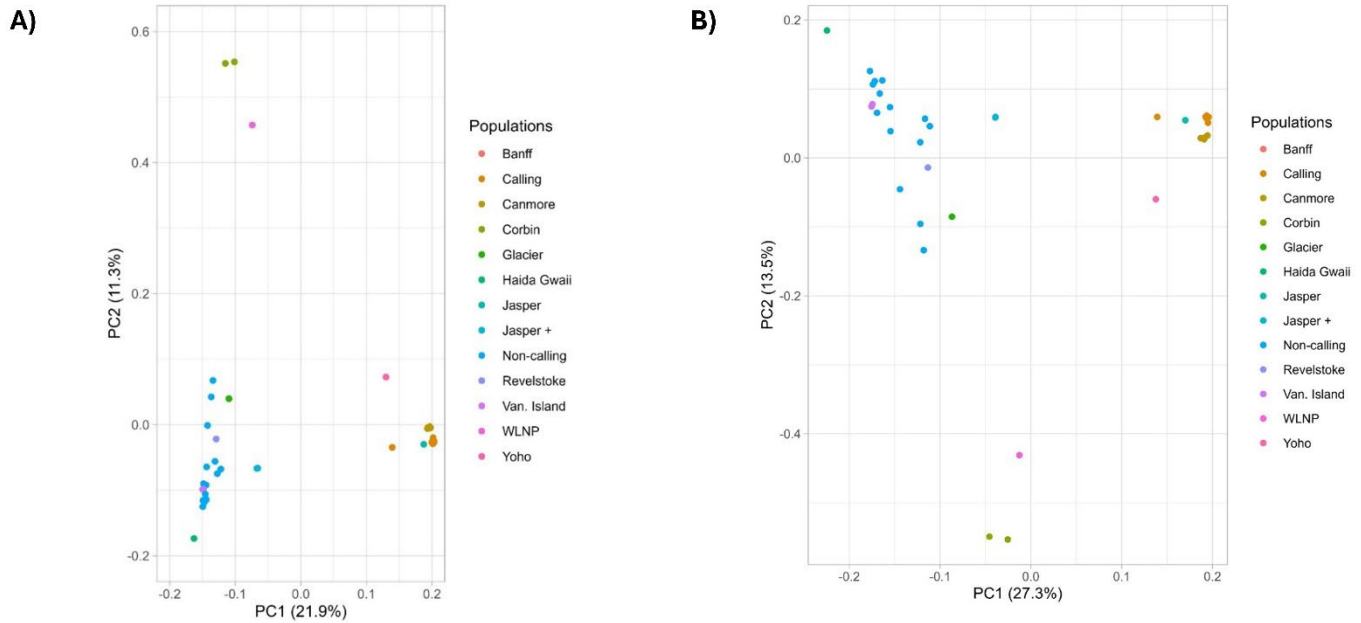 A)
0.6
0.4
0.2
0.0
-0.2
PC2 (11.3%)
-0.2
-0.1
0.0
0.1
0.2
PC1 (21.9%)
Populations
Banff
Calling
Canmore
Corbin
Glacier
Haida Gwaii
Jasper
Jasper +
Non-calling
Revelstoke
Van. Island
WLNP
Yoho
B)
0.2
0.0
-0.2
-0.4
PC2 (13.5%)
-0.2
-0.1
0.0
0.1
0.2
PC1 (27.3%)
Populations
Banff
Calling
Canmore
Corbin
Glacier
Haida Gwaii
Jasper
Jasper +
Non-calling
Revelstoke
Van. Island
WLNP
Yoho